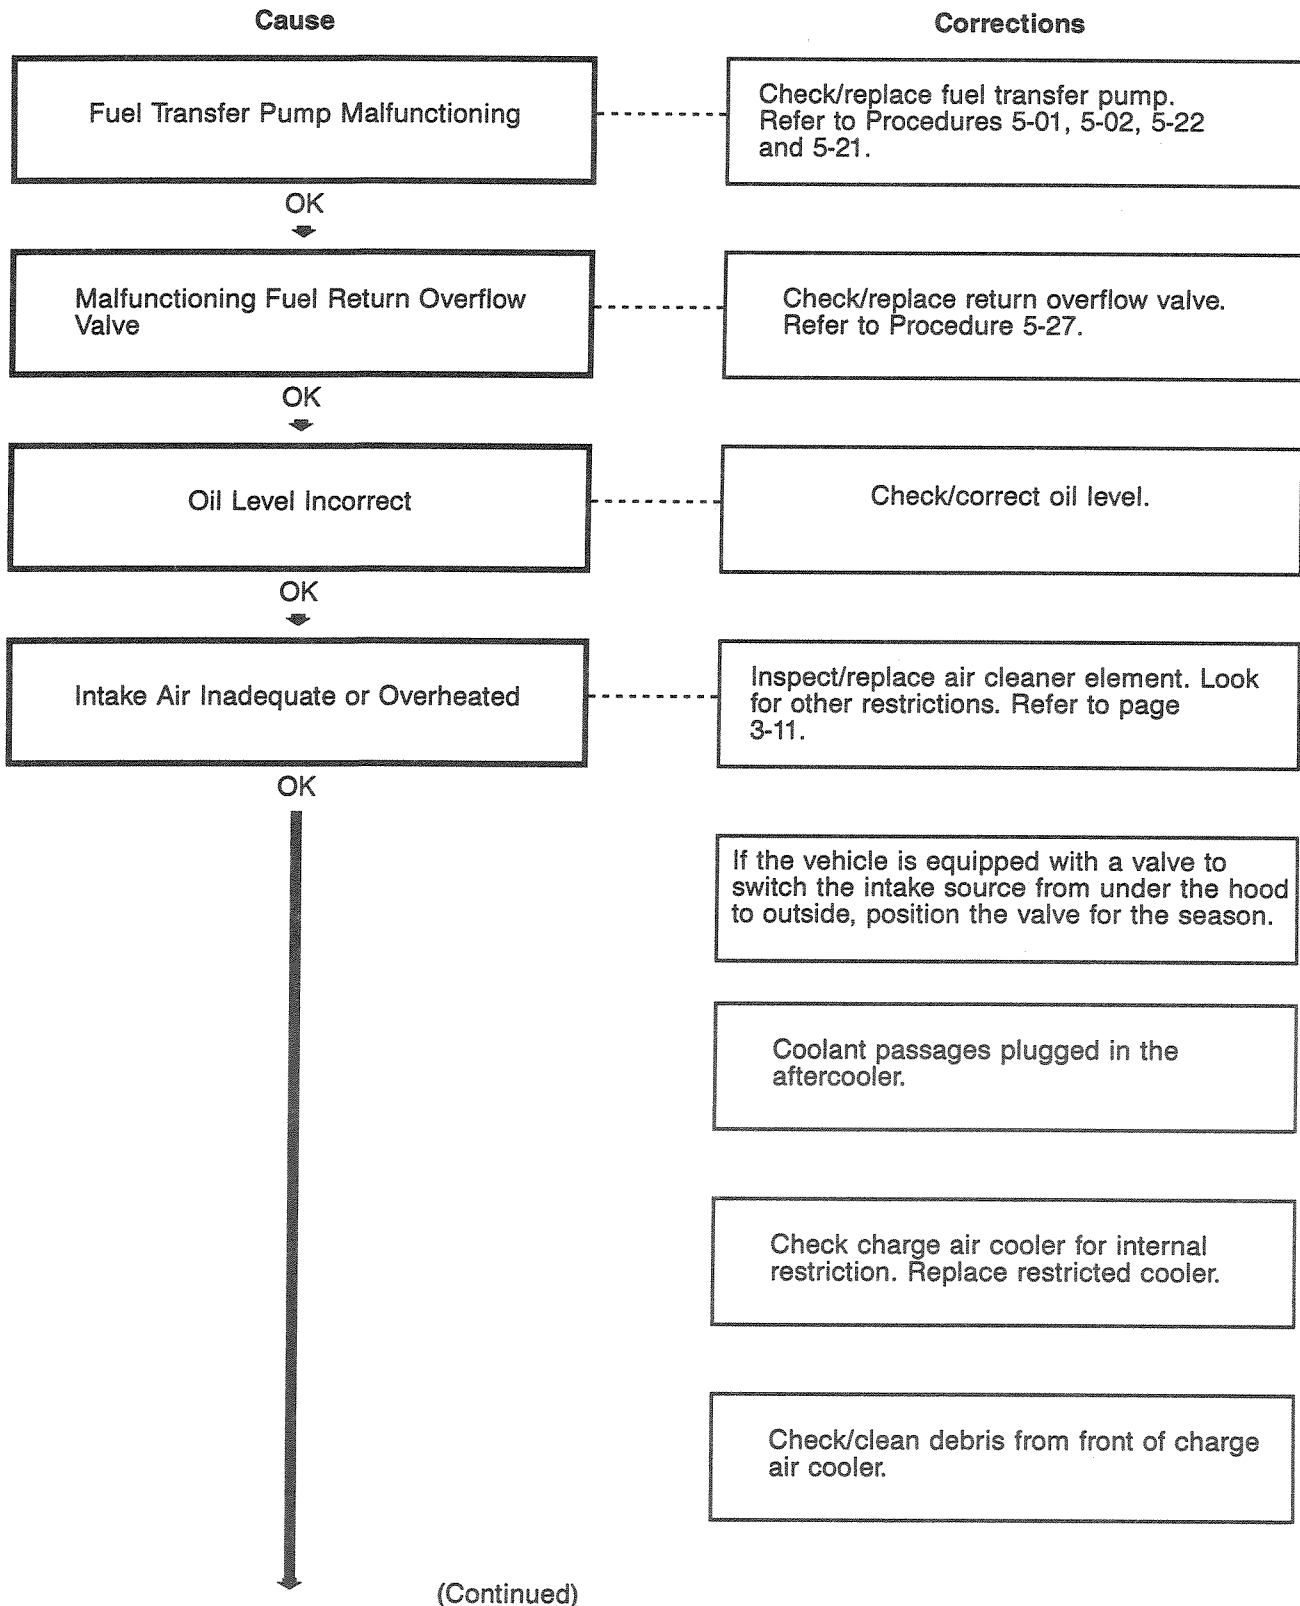 Cause
Corrections
Fuel Transfer Pump Malfunctioning
Check/replace fuel transfer pump.
Refer to Procedures 5-01, 5-02, 5-22
and 5-21.
OK
Malfunctioning Fuel Return Overflow
Valve
Check/replace return overflow valve.
Refer to Procedure 5-27.
OK
Oil Level Incorrect
Check/correct oil level.
OK
Intake Air Inadequate or Overheated
Inspect/replace air cleaner element. Look
for other restrictions. Refer to page
3-11.
OK
If the vehicle is equipped with a valve to
switch the intake source from under the hood
to outside, position the valve for the season.
Coolant passages plugged in the
aftercooler.
Check charge air cooler for internal
restriction. Replace restricted cooler.
Check/clean debris from front of charge
air cooler.
(Continued)